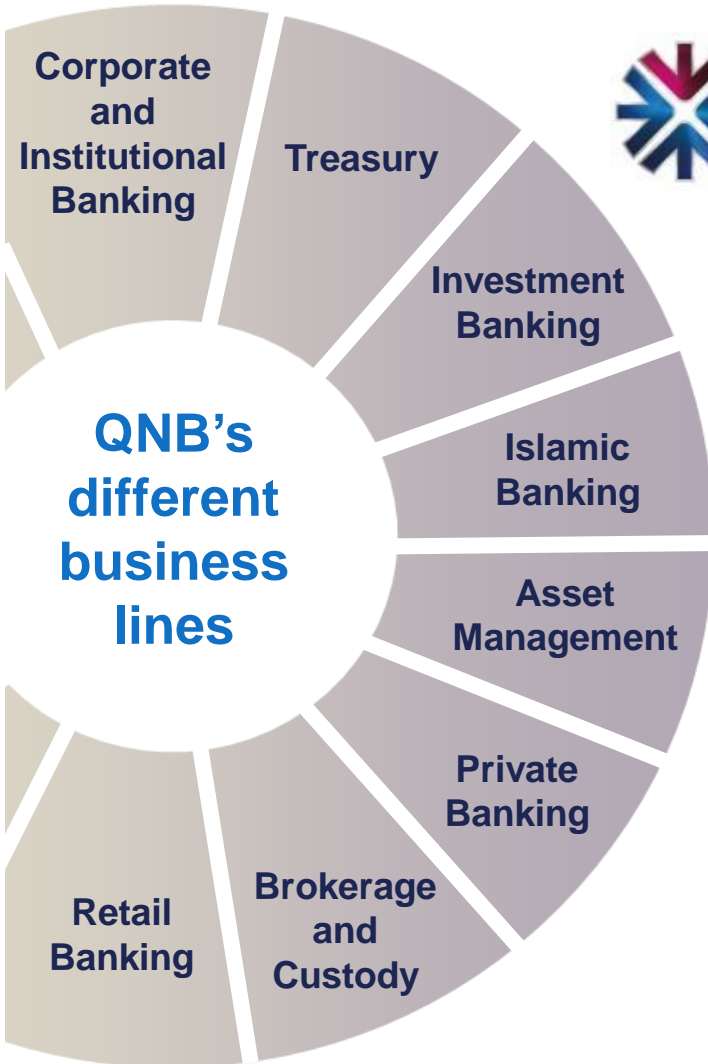 Corporate
and
Institutional
Banking
Treasury
Investment
Banking
Islamic
Banking
Asset
Management
Private
Banking
Brokerage
and
Custody
Retail
Banking
QNB’s
different
business
lines